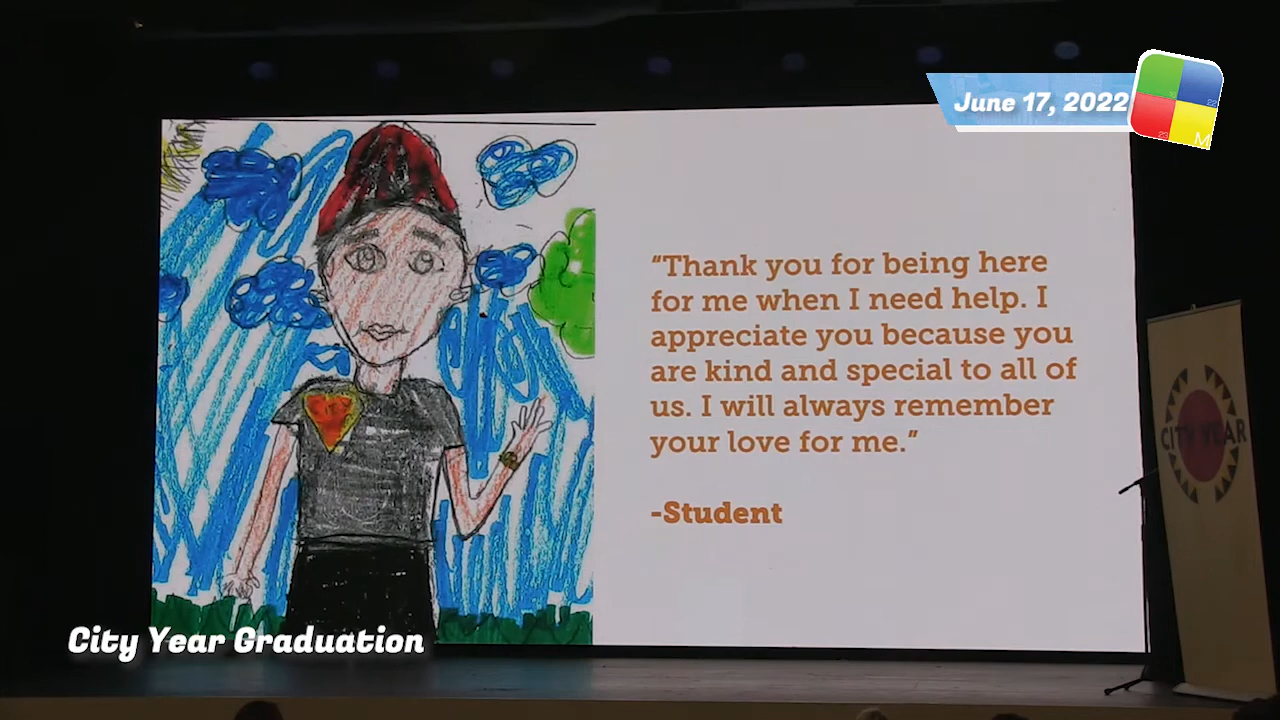 June 17, 2022
22
23
M
“Thank you for being here
for me when I need help. I
appreciate you because you
are kind and special to all of
us. I will always remember
your love for me.”
-Student
CITY YEAR
City Year Graduation